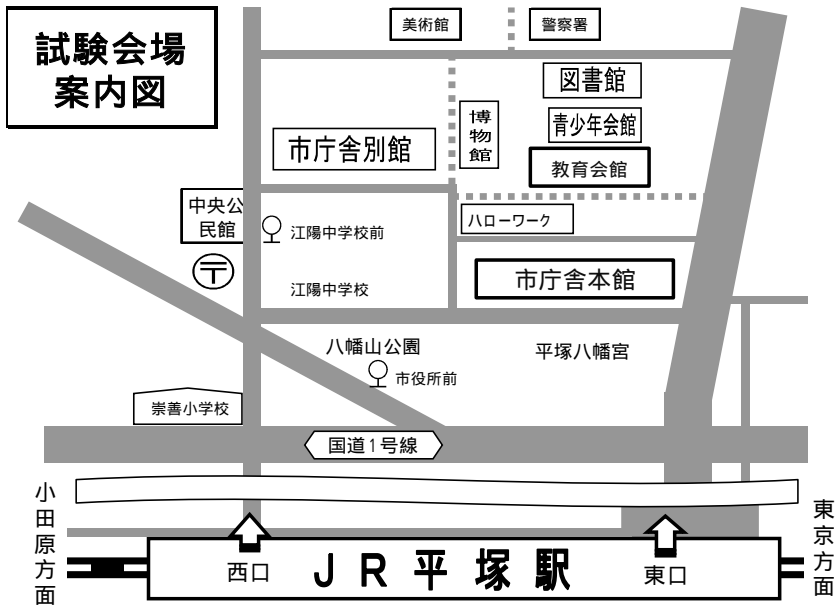 試験会場
案内図
美術館
警察署
図書館
博物館
青少年会館
市庁舎別館
教育会館
中央公
民館
ハローワーク
江陽中学校前
〒
市庁舎本館
江陽中学校
八幡山公園
平塚八幡宮
市役所前
崇善小学校
国道1号線
小田原方面
東京方面
西口
JR平塚駅
東口